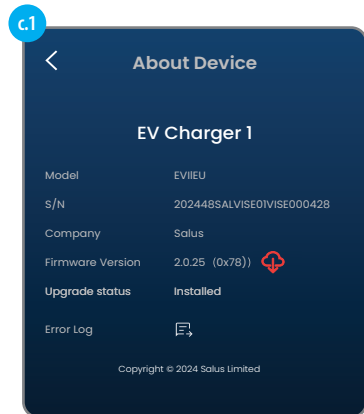 c.1
About Device
EV Charger 1
Model EVIIEU
S/N 202448SALVISE01VISE000428
Company Salus
Firmware Version 2.0.25 (0x78))
Upgrade status Installed
Error Log
Copyright © 2024 Salus Limited